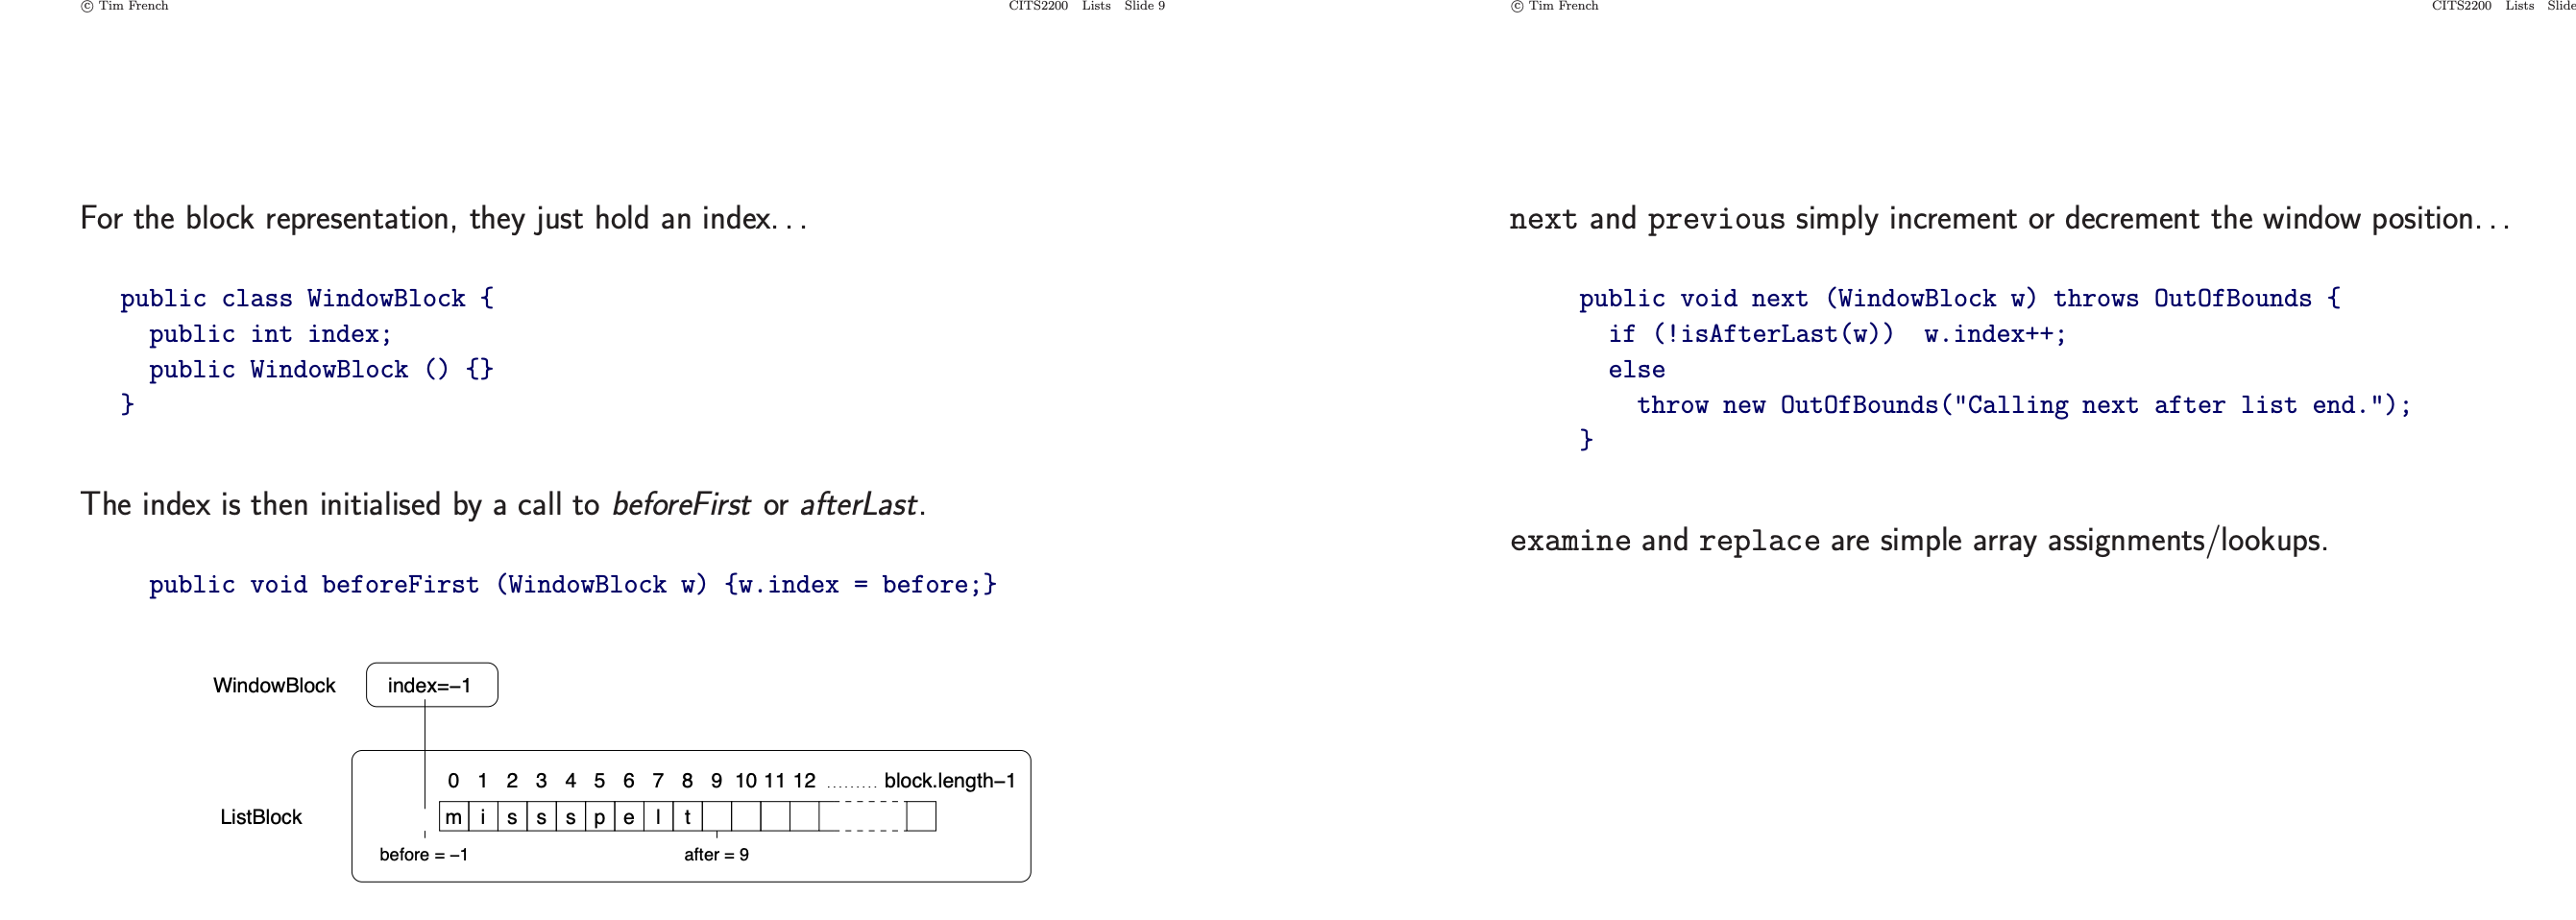 © Tim French CITS2200 Lists Slide 9
For the block representation, they just hold an index...
public class WindowBlock {
public int index;
public WindowBlock () {}
}
The index is then initialised by a call to beforeFirst or afterLast.
public void beforeFirst (WindowBlock w) {w.index = before;}
WindowBlock index=−1
0 1 2 3 4 5 6 7 8 9 10 11 12 ......... block.length−1
ListBlock m i s s s p e l t
before = −1 after = 9
© Tim French CITS2200 Lists Slide
next and previous simply increment or decrement the window position...
public void next (WindowBlock w) throws OutOfBounds {
if (!isAfterLast(w)) w.index++;
else
throw new OutOfBounds("Calling next after list end.");
}
examine and replace are simple array assignments/lookups.